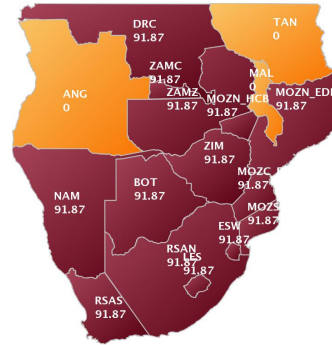 DRC
91.87
TAN
0
ZAMC
91.87
MAL
0
ANG
0
ZAMZ
91.87
MOZN_HCB
91.87
MOZN_EDM
91.87
ZIM
91.87
MOZC
91.87
BOT
91.87
NAM
91.87
MOZS
91.87
ESW
91.87
RSAN
91.87
LES
91.87
RSAS
91.87